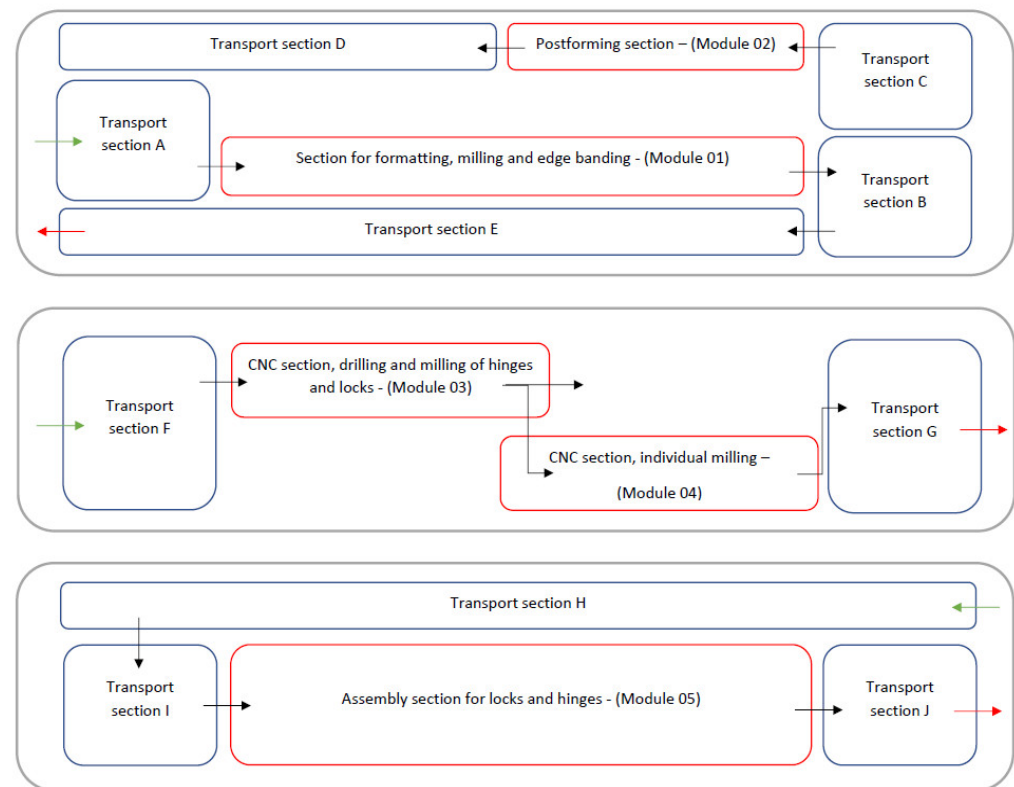 Transport section D
Postforming section – (Module 02)
Transport
section C
Transport
section A
Section for formatting, milling and edge banding - (Module 01)
Transport
section B
Transport section E
CNC section, drilling and milling of hinges
and locks - (Module 03)
Transport
section F
Transport
section G
CNC section, individual milling –
(Module 04)
Transport section H
Transport
section I
Assembly section for locks and hinges - (Module 05)
Transport
section J